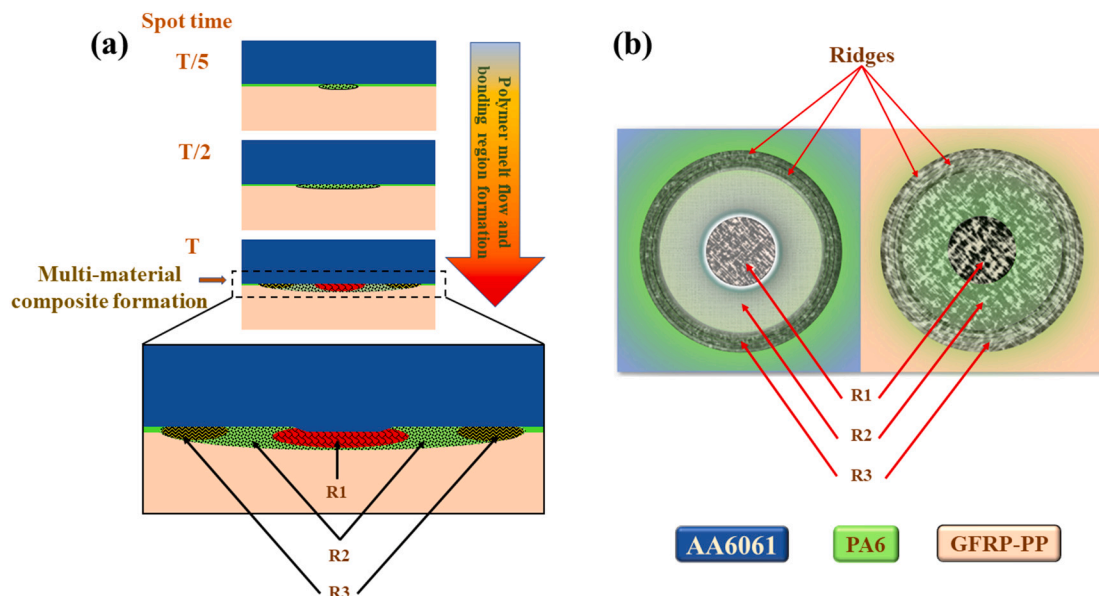 (a)
Spot time
T/5
T/2
T
Multi-material
composite formation
Polymer melt flow and
bonding region formation
R1
R2
R3
(b)
Ridges
R1
R2
R3
AA6061
PA6
GFRP-PP